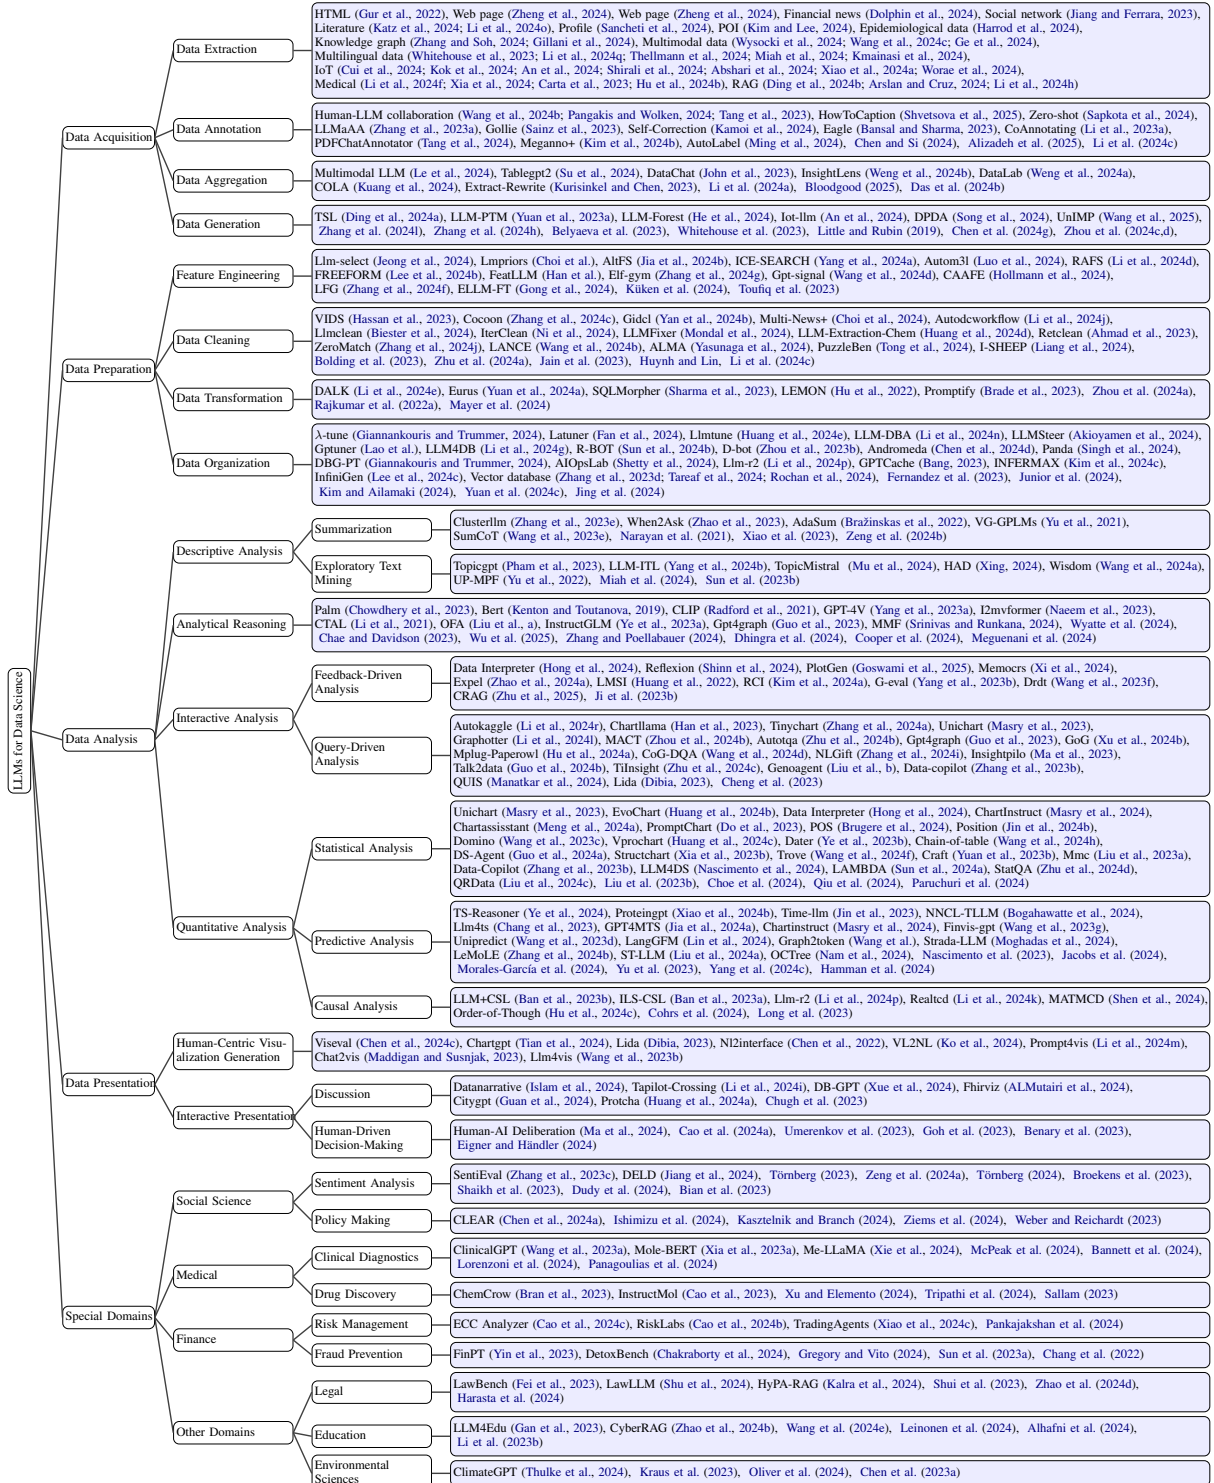 LLMs for Data Science
Data Acquisition
Data Extraction
HTML (Gur et al., 2022), Web page (Zheng et al., 2024), Web page (Zheng et al., 2024), Financial news (Dolphin et al., 2024), Social network (Jiang and Ferrara, 2023),
Literature (Katz et al., 2024; Li et al., 2024o), Profile (Sancheti et al., 2024), POI (Kim and Lee, 2024), Epidemiological data (Harrod et al., 2024),
Knowledge graph (Zhang and Soh, 2024; Gillani et al., 2024), Multimodal data (Wysocki et al., 2024; Wang et al., 2024c; Ge et al., 2024),
Multilingual data (Whitehouse et al., 2023; Li et al., 2024q; Thellmann et al., 2024; Miah et al., 2024; Kmainasi et al., 2024),
IoT (Cui et al., 2024; Kok et al., 2024; An et al., 2024; Shirali et al., 2024; Abshari et al., 2024; Xiao et al., 2024a; Worae et al., 2024),
Medical (Li et al., 2024f; Xia et al., 2024; Carta et al., 2023; Hu et al., 2024b), RAG (Ding et al., 2024b; Arslan and Cruz, 2024; Li et al., 2024h)
Data Annotation
Human-LLM collaboration (Wang et al., 2024b; Pangakis and Wolken, 2024; Tang et al., 2023), HowToCaption (Shvetsova et al., 2025), Zero-shot (Sapkota et al., 2024),
LLMaAA (Zhang et al., 2023a), Gollie (Sainz et al., 2023), Self-Correction (Kamoi et al., 2024), Eagle (Bansal and Sharma, 2023), CoAnnotating (Li et al., 2023a),
PDFChatAnnotator (Tang et al., 2024), Meganno+ (Kim et al., 2024b), AutoLabel (Ming et al., 2024), Chen and Si (2024), Alizadeh et al. (2025), Li et al. (2024c)
Data Aggregation
Multimodal LLM (Le et al., 2024), Tablegpt2 (Su et al., 2024), DataChat (John et al., 2023), InsightLens (Weng et al., 2024b), DataLab (Weng et al., 2024a),
COLA (Kuang et al., 2024), Extract-Rewrite (Kurisinkel and Chen, 2023), Li et al. (2024a), Bloodgood (2025), Das et al. (2024b)
Data Generation
TSL (Ding et al., 2024a), LLM-PTM (Yuan et al., 2023a), LLM-Forest (He et al., 2024), Iot-llm (An et al., 2024), DPDA (Song et al., 2024), UnIMP (Wang et al., 2025),
Zhang et al. (2024l), Zhang et al. (2024h), Belyaeva et al. (2023), Whitehouse et al. (2023), Little and Rubin (2019), Chen et al. (2024g), Zhou et al. (2024c,d),
Data Preparation
Feature Engineering
Llm-select (Jeong et al., 2024), Lmpriors (Choi et al.), AltFS (Jia et al., 2024b), ICE-SEARCH (Yang et al., 2024a), Autom3l (Luo et al., 2024), RAFS (Li et al., 2024d),
FREEFORM (Lee et al., 2024b), FeatLLM (Han et al.), Elf-gym (Zhang et al., 2024g), Gpt-signal (Wang et al., 2024d), CAAFE (Hollmann et al., 2024),
LFG (Zhang et al., 2024f), ELLM-FT (Gong et al., 2024), Küken et al. (2024), Toufiq et al. (2023)
Data Cleaning
VIDS (Hassan et al., 2023), Cocoon (Zhang et al., 2024c), Gidcl (Yan et al., 2024b), Multi-News+ (Choi et al., 2024), Autodcworkflow (Li et al., 2024j),
Llmclean (Biester et al., 2024), IterClean (Ni et al., 2024), LLMFixer (Mondal et al., 2024), LLM-Extraction-Chem (Huang et al., 2024d), Retclean (Ahmad et al., 2023),
ZeroMatch (Zhang et al., 2024j), LANCE (Wang et al., 2024b), ALMA (Yasunaga et al., 2024), PuzzleBen (Tong et al., 2024), I-SHEEP (Liang et al., 2024),
Bolding et al. (2023), Zhu et al. (2024a), Jain et al. (2023), Huynh and Lin, Li et al. (2024c)
Data Transformation
DALK (Li et al., 2024e), Eurus (Yuan et al., 2024a), SQLMorpher (Sharma et al., 2023), LEMON (Hu et al., 2022), Promptify (Brade et al., 2023), Zhou et al. (2024a),
Rajkumar et al. (2022a), Mayer et al. (2024)
Data Organization
λ-tune (Giannankouris and Trummer, 2024), Latuner (Fan et al., 2024), Llmtune (Huang et al., 2024e), LLM-DBA (Li et al., 2024n), LLMSteer (Akioyamen et al., 2024),
Gptuner (Lao et al.), LLM4DB (Li et al., 2024g), R-BOT (Sun et al., 2024b), D-bot (Zhou et al., 2023b), Andromeda (Chen et al., 2024d), Panda (Singh et al., 2024),
DBG-PT (Giannakouris and Trummer, 2024), AIOpsLab (Shetty et al., 2024), Llm-r2 (Li et al., 2024p), GPTCache (Bang, 2023), INFERMAX (Kim et al., 2024c),
InfiniGen (Lee et al., 2024c), Vector database (Zhang et al., 2023d; Tareaf et al., 2024; Rochan et al., 2024), Fernandez et al. (2023), Junior et al. (2024),
Kim and Ailamaki (2024), Yuan et al. (2024c), Jing et al. (2024)
Data Analysis
Descriptive Analysis
Summarization
Clusterllm (Zhang et al., 2023e), When2Ask (Zhao et al., 2023), AdaSum (Bražinskas et al., 2022), VG-GPLMs (Yu et al., 2021),
SumCoT (Wang et al., 2023e), Narayan et al. (2021), Xiao et al. (2023), Zeng et al. (2024b)
Exploratory Text
Mining
Topicgpt (Pham et al., 2023), LLM-ITL (Yang et al., 2024b), TopicMistral (Mu et al., 2024), HAD (Xing, 2024), Wisdom (Wang et al., 2024a),
UP-MPF (Yu et al., 2022), Miah et al. (2024), Sun et al. (2023b)
Analytical Reasoning
Palm (Chowdhery et al., 2023), Bert (Kenton and Toutanova, 2019), CLIP (Radford et al., 2021), GPT-4V (Yang et al., 2023a), I2mvformer (Naeem et al., 2023),
CTAL (Li et al., 2021), OFA (Liu et al., a), InstructGLM (Ye et al., 2023a), Gpt4graph (Guo et al., 2023), MMF (Srinivas and Runkana, 2024), Wyatte et al. (2024),
Chae and Davidson (2023), Wu et al. (2025), Zhang and Poellabauer (2024), Dhingra et al. (2024), Cooper et al. (2024), Meguenani et al. (2024)
Interactive Analysis
Feedback-Driven
Analysis
Data Interpreter (Hong et al., 2024), Reflexion (Shinn et al., 2024), PlotGen (Goswami et al., 2025), Memocrs (Xi et al., 2024),
Expel (Zhao et al., 2024a), LMSI (Huang et al., 2022), RCI (Kim et al., 2024a), G-eval (Yang et al., 2023b), Drdt (Wang et al., 2023f),
CRAG (Zhu et al., 2025), Ji et al. (2023b)
Query-Driven
Analysis
Autokaggle (Li et al., 2024r), Chartllama (Han et al., 2023), Tinychart (Zhang et al., 2024a), Unichart (Masry et al., 2023),
Graphotter (Li et al., 2024l), MACT (Zhou et al., 2024b), Autotqa (Zhu et al., 2024b), Gpt4graph (Guo et al., 2023), GoG (Xu et al., 2024b),
Mplug-Paperowl (Hu et al., 2024a), CoG-DQA (Wang et al., 2024d), NLGift (Zhang et al., 2024i), Insightpilo (Ma et al., 2023),
Talk2data (Guo et al., 2024b), TiInsight (Zhu et al., 2024c), Genoagent (Liu et al., b), Data-copilot (Zhang et al., 2023b),
QUIS (Manatkar et al., 2024), Lida (Dibia, 2023), Cheng et al. (2023)
Quantitative Analysis
Statistical Analysis
Unichart (Masry et al., 2023), EvoChart (Huang et al., 2024b), Data Interpreter (Hong et al., 2024), ChartInstruct (Masry et al., 2024),
Chartassisstant (Meng et al., 2024a), PromptChart (Do et al., 2023), POS (Brugere et al., 2024), Position (Jin et al., 2024b),
Domino (Wang et al., 2023c), Vprochart (Huang et al., 2024c), Dater (Ye et al., 2023b), Chain-of-table (Wang et al., 2024h),
DS-Agent (Guo et al., 2024a), Structchart (Xia et al., 2023b), Trove (Wang et al., 2024f), Craft (Yuan et al., 2023b), Mmc (Liu et al., 2023a),
Data-Copilot (Zhang et al., 2023b), LLM4DS (Nascimento et al., 2024), LAMBDA (Sun et al., 2024a), StatQA (Zhu et al., 2024d),
QRData (Liu et al., 2024c), Liu et al. (2023b), Choe et al. (2024), Qiu et al. (2024), Paruchuri et al. (2024)
Predictive Analysis
TS-Reasoner (Ye et al., 2024), Proteingpt (Xiao et al., 2024b), Time-llm (Jin et al., 2023), NNCL-TLLM (Bogahawatte et al., 2024),
Llm4ts (Chang et al., 2023), GPT4MTS (Jia et al., 2024a), Chartinstruct (Masry et al., 2024), Finvis-gpt (Wang et al., 2023g),
Unipredict (Wang et al., 2023d), LangGFM (Lin et al., 2024), Graph2token (Wang et al.), Strada-LLM (Moghadas et al., 2024),
LeMoLE (Zhang et al., 2024b), ST-LLM (Liu et al., 2024a), OCTree (Nam et al., 2024), Nascimento et al. (2023), Jacobs et al. (2024),
Morales-García et al. (2024), Yu et al. (2023), Yang et al. (2024c), Hamman et al. (2024)
Causal Analysis
LLM+CSL (Ban et al., 2023b), ILS-CSL (Ban et al., 2023a), Llm-r2 (Li et al., 2024p), Realtcd (Li et al., 2024k), MATMCD (Shen et al., 2024),
Order-of-Though (Hu et al., 2024c), Cohrs et al. (2024), Long et al. (2023)
Data Presentation
Human-Centric Visu-
alization Generation
Viseval (Chen et al., 2024c), Chartgpt (Tian et al., 2024), Lida (Dibia, 2023), Nl2interface (Chen et al., 2022), VL2NL (Ko et al., 2024), Prompt4vis (Li et al., 2024m),
Chat2vis (Maddigan and Susnjak, 2023), Llm4vis (Wang et al., 2023b)
Interactive Presentation
Discussion
Datanarrative (Islam et al., 2024), Tapilot-Crossing (Li et al., 2024i), DB-GPT (Xue et al., 2024), Fhirviz (ALMutairi et al., 2024),
Citygpt (Guan et al., 2024), Protcha (Huang et al., 2024a), Chugh et al. (2023)
Human-Driven
Decision-Making
Human-AI Deliberation (Ma et al., 2024), Cao et al. (2024a), Umerenkov et al. (2023), Goh et al. (2023), Benary et al. (2023),
Eigner and Händler (2024)
Special Domains
Social Science
Sentiment Analysis
SentiEval (Zhang et al., 2023c), DELD (Jiang et al., 2024), Törnberg (2023), Zeng et al. (2024a), Törnberg (2024), Broekens et al. (2023),
Shaikh et al. (2023), Dudy et al. (2024), Bian et al. (2023)
Policy Making
CLEAR (Chen et al., 2024a), Ishimizu et al. (2024), Kasztelnik and Branch (2024), Ziems et al. (2024), Weber and Reichardt (2023)
Medical
Clinical Diagnostics
ClinicalGPT (Wang et al., 2023a), Mole-BERT (Xia et al., 2023a), Me-LLaMA (Xie et al., 2024), McPeak et al. (2024), Bannett et al. (2024),
Lorenzoni et al. (2024), Panagoulias et al. (2024)
Drug Discovery
ChemCrow (Bran et al., 2023), InstructMol (Cao et al., 2023), Xu and Elemento (2024), Tripathi et al. (2024), Sallam (2023)
Finance
Risk Management
ECC Analyzer (Cao et al., 2024c), RiskLabs (Cao et al., 2024b), TradingAgents (Xiao et al., 2024c), Pankajakshan et al. (2024)
Fraud Prevention
FinPT (Yin et al., 2023), DetoxBench (Chakraborty et al., 2024), Gregory and Vito (2024), Sun et al. (2023a), Chang et al. (2022)
Other Domains
Legal
LawBench (Fei et al., 2023), LawLLM (Shu et al., 2024), HyPA-RAG (Kalra et al., 2024), Shui et al. (2023), Zhao et al. (2024d),
Harasta et al. (2024)
Education
LLM4Edu (Gan et al., 2023), CyberRAG (Zhao et al., 2024b), Wang et al. (2024e), Leinonen et al. (2024), Alhafni et al. (2024),
Li et al. (2023b)
Environmental
Sciences
ClimateGPT (Thulke et al., 2024), Kraus et al. (2023), Oliver et al. (2024), Chen et al. (2023a)